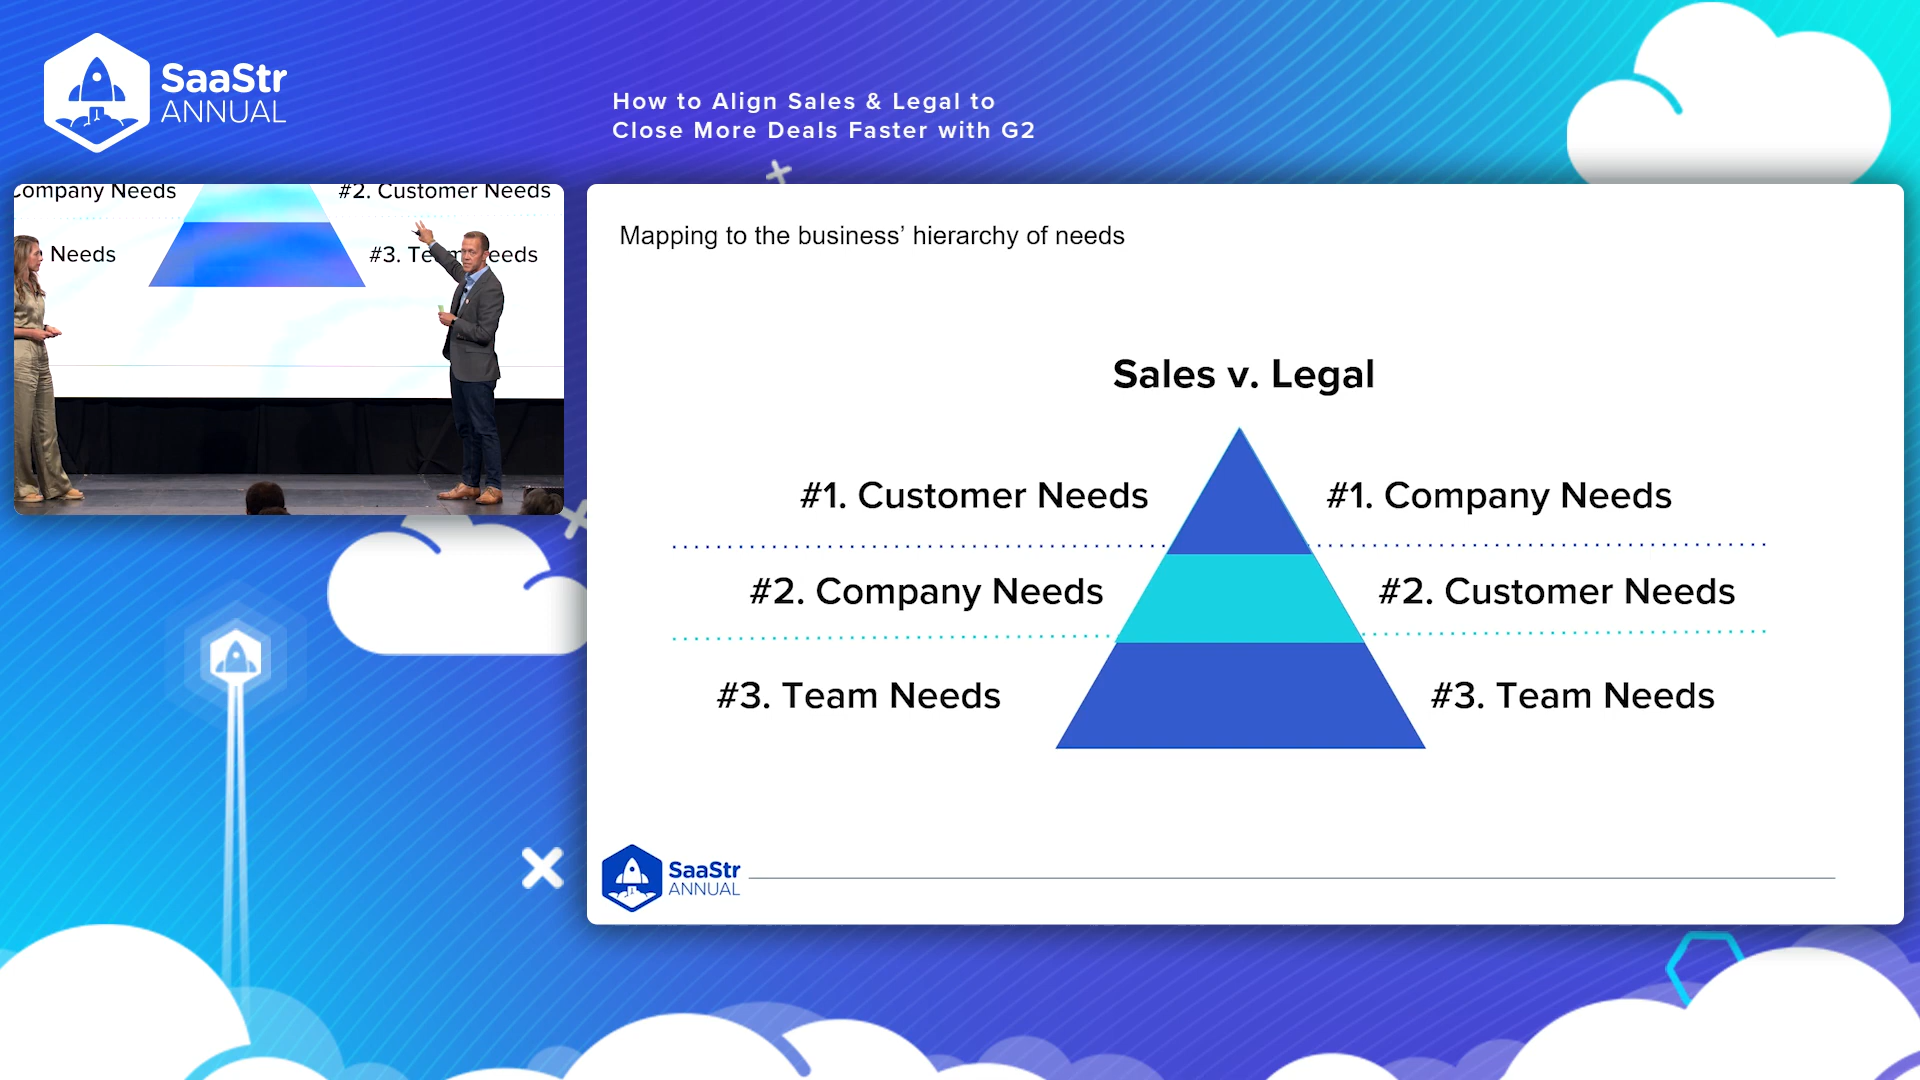 SaaStr
ANNUAL
How to Align Sales & Legal to
Close More Deals Faster with G2
Company Needs
#2. Customer Needs
Needs
#3. Team Needs
Mapping to the business’ hierarchy of needs
Sales v. Legal
#1. Customer Needs
#1. Company Needs
#2. Company Needs
#2. Customer Needs
#3. Team Needs
#3. Team Needs
SaaStr
ANNUAL